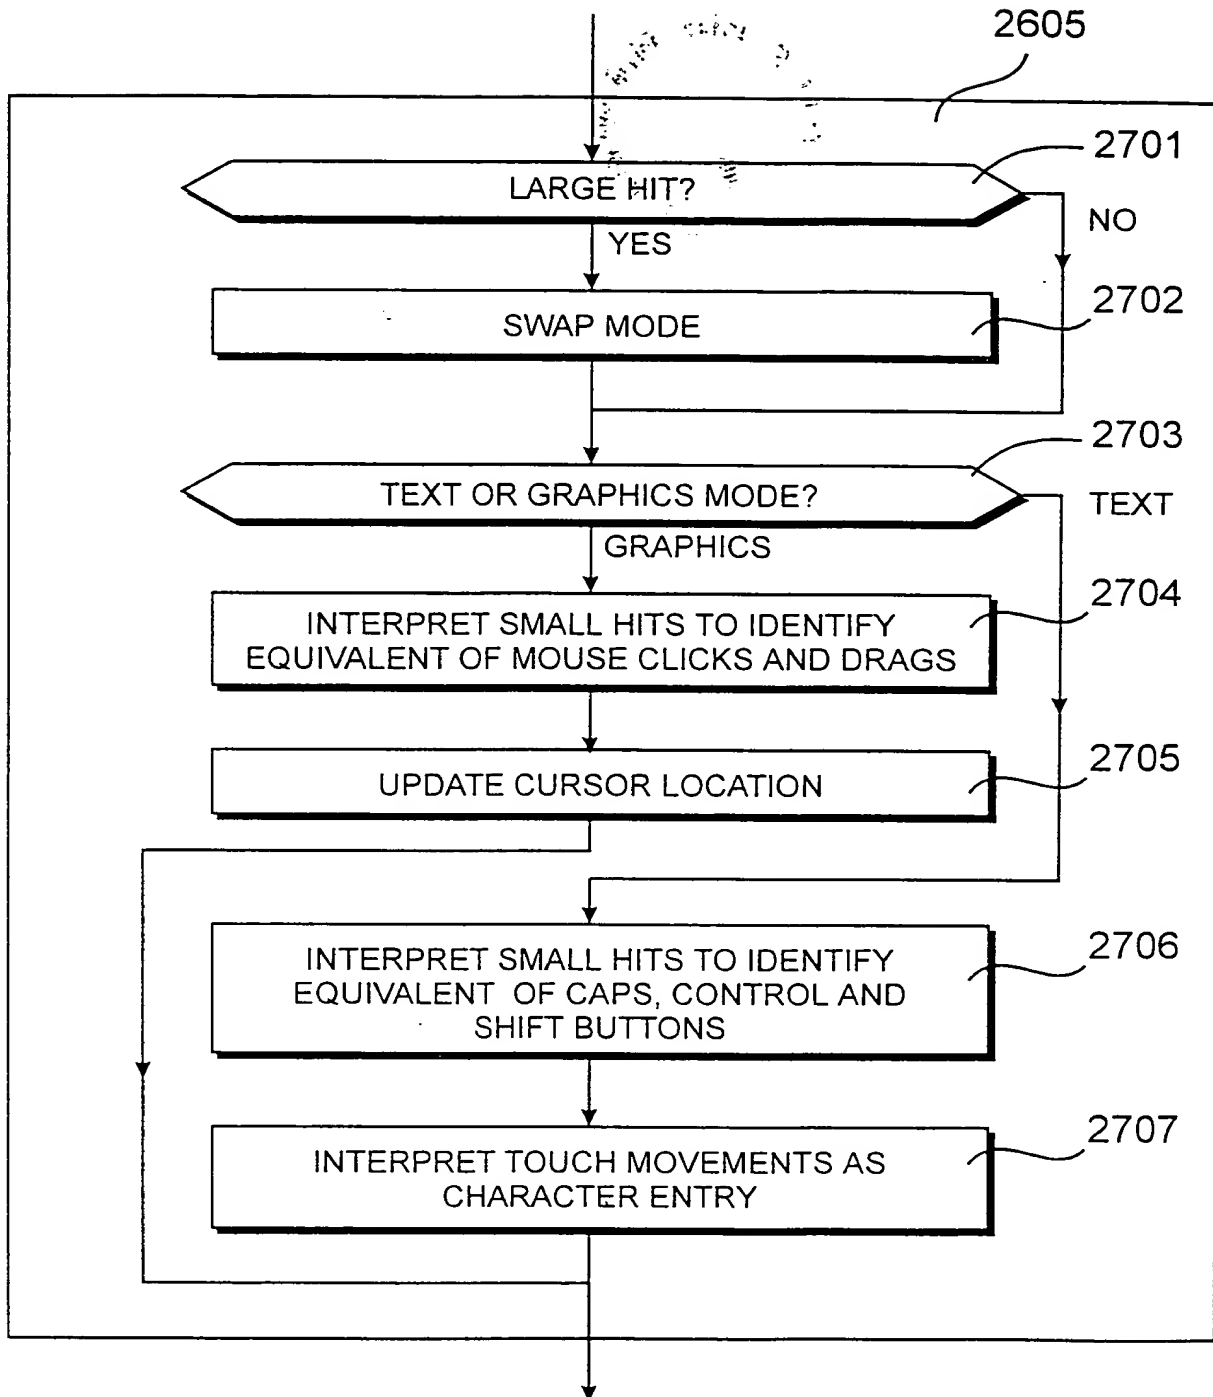 2605
2701
LARGE HIT?
NO
YES
2702
SWAP MODE
2703
TEXT OR GRAPHICS MODE?
TEXT
GRAPHICS
2704
INTERPRET SMALL HITS TO IDENTIFY
EQUIVALENT OF MOUSE CLICKS AND DRAGS
2705
UPDATE CURSOR LOCATION
2706
INTERPRET SMALL HITS TO IDENTIFY
EQUIVALENT OF CAPS, CONTROL AND
SHIFT BUTTONS
2707
INTERPRET TOUCH MOVEMENTS AS
CHARACTER ENTRY